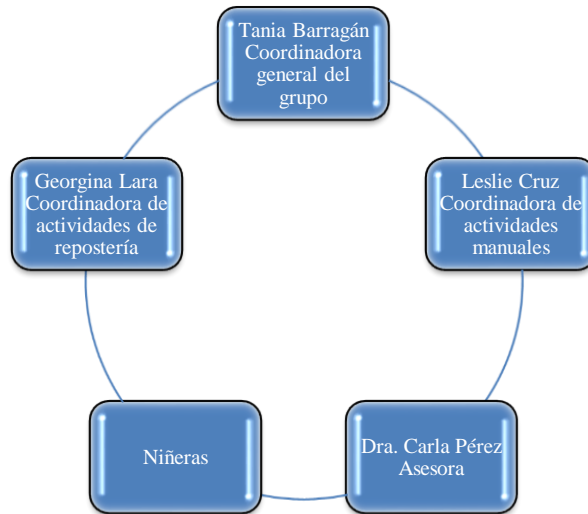 Tania Barragán
Coordinadora
general del
grupo
Georgina Lara
Coordinadora de
actividades de
repostería
Leslie Cruz
Coordinadora de
actividades
manuales
Niñeras
Dra. Carla Pérez
Asesora